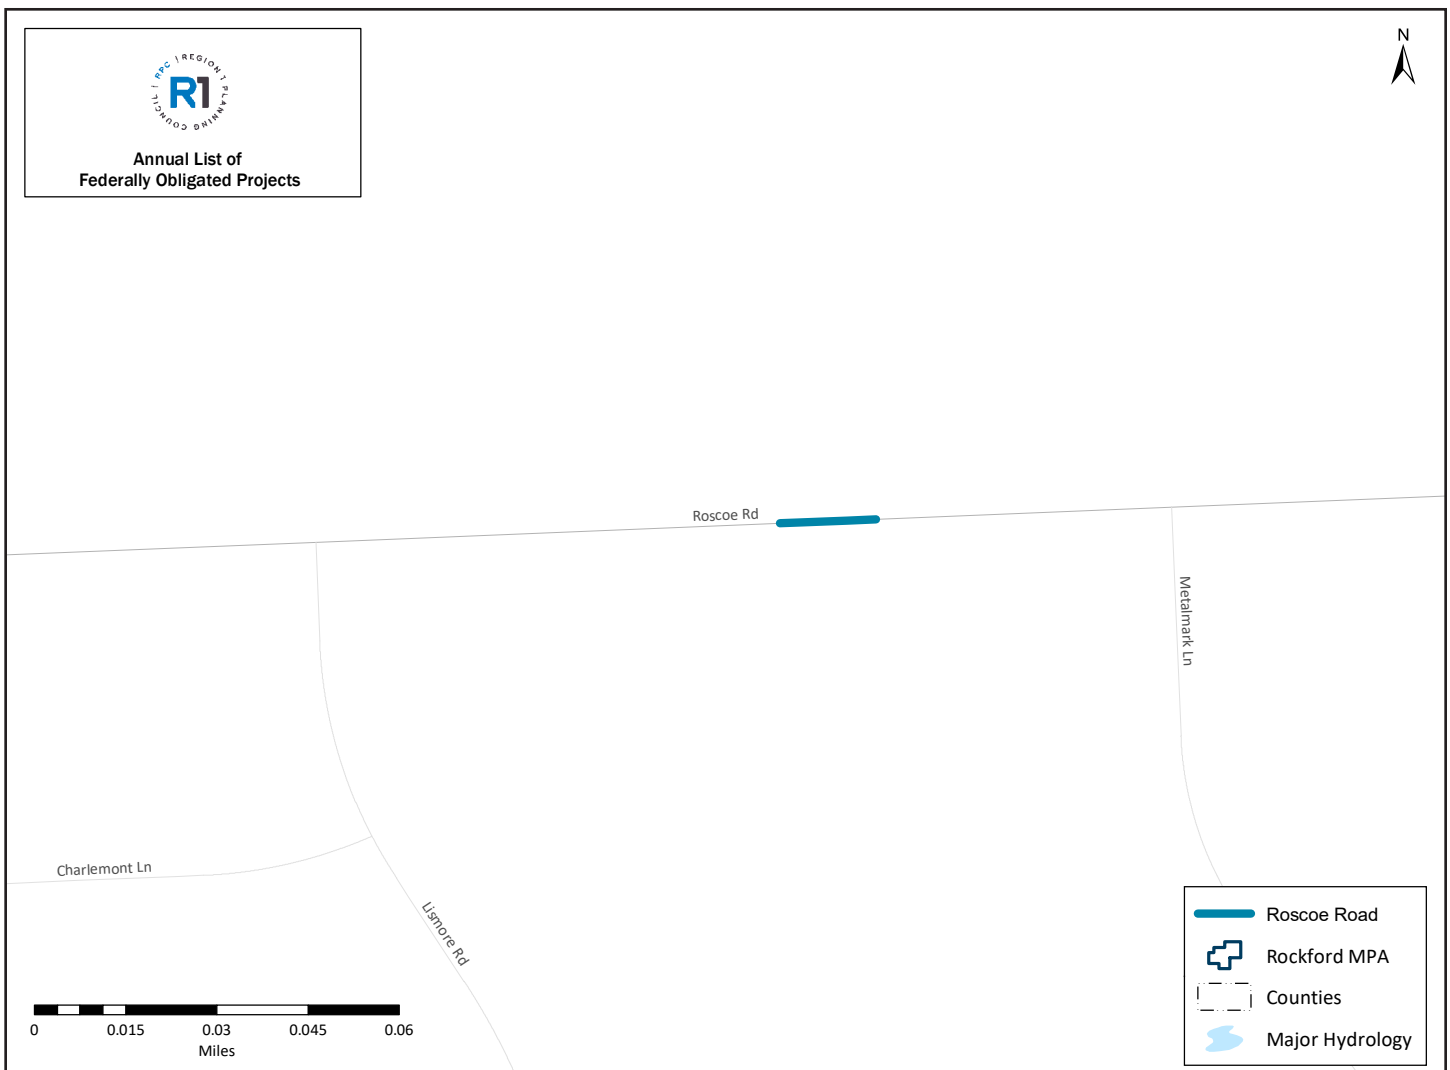 RPC | REGION 1 PLANNING COUNCIL |
R1
Annual List of
Federally Obligated Projects
N
Roscoe Rd
Metalmark Ln
Charlemont Ln
Lismore Rd
0 0.015 0.03 0.045 0.06
Miles
Roscoe Road
Rockford MPA
Counties
Major Hydrology